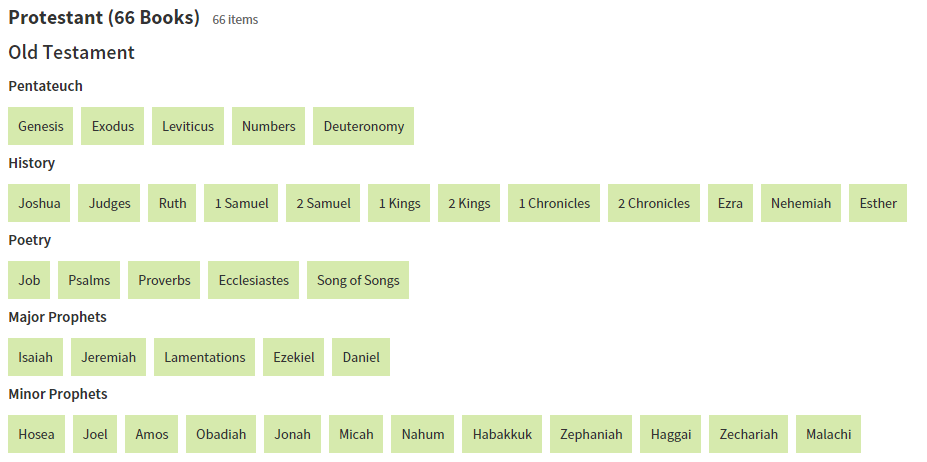 Protestant (66 Books) 66 items
Old Testament
Pentateuch
Genesis Exodus Leviticus Numbers Deuteronomy
History
Joshua Judges Ruth 1 Samuel 2 Samuel 1 Kings 2 Kings 1 Chronicles 2 Chronicles Ezra Nehemiah Esther
Poetry
Job Psalms Proverbs Ecclesiastes Song of Songs
Major Prophets
Isaiah Jeremiah Lamentations Ezekiel Daniel
Minor Prophets
Hosea Joel Amos Obadiah Jonah Micah Nahum Habakkuk Zephaniah Haggai Zechariah Malachi